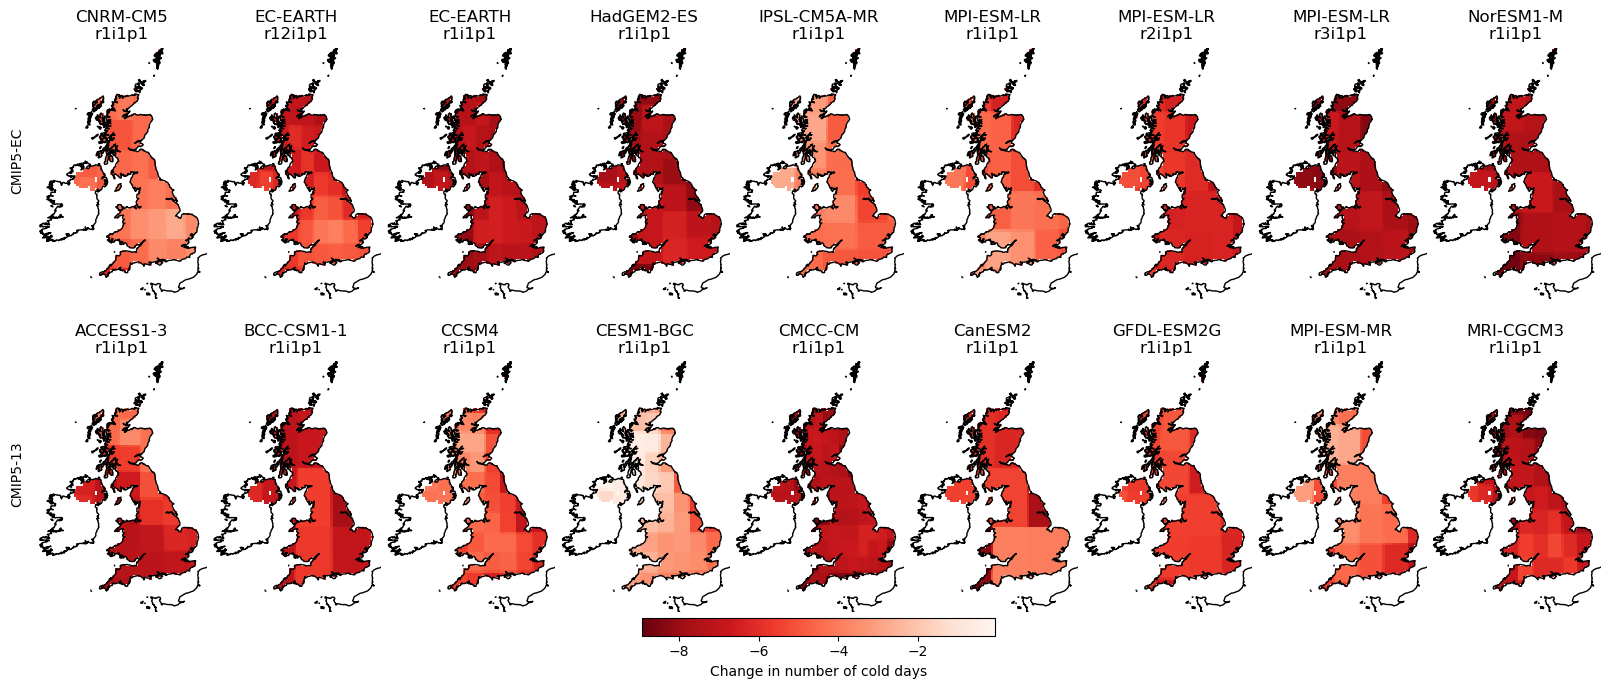 CNRM-CM5 EC-EARTH EC-EARTH HadGEM2-ES IPSL-CM5A-MR MPI-ESM-LR MPI-ESM-LR MPI-ESM-LR NorESM1-M
r1i1p1 r12i1p1 r1i1p1 r1i1p1 r1i1p1 r1i1p1 r2i1p1 r3i1p1 r1i1p1
CMIP5-EC
ACCESS1-3 BCC-CSM1-1 CCSM4 CESM1-BGC CMCC-CM CanESM2 GFDL-ESM2G MPI-ESM-MR MRI-CGCM3
r1i1p1 r1i1p1 r1i1p1 r1i1p1 r1i1p1 r1i1p1 r1i1p1 r1i1p1 r1i1p1
CMIP5-13
−8 −6 −4 −2
Change in number of cold days